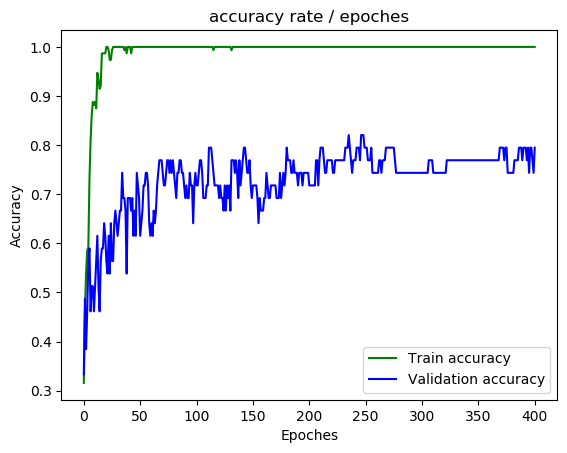 accuracy rate / epoches
1.0
0.9
0.8
0.7
0.6
0.5
0.4
0.3
Accuracy
Train accuracy
Validation accuracy
0 50 100 150 200 250 300 350 400
Epoches